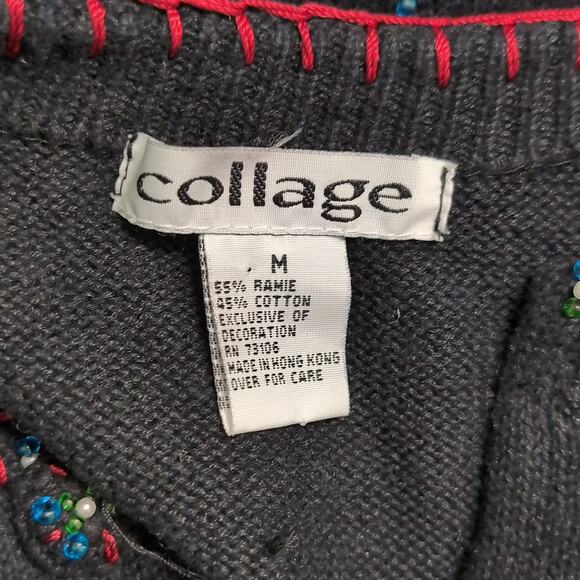 collage
M
55% RAMIE
45% COTTON
EXCLUSIVE OF
DECORATION
RN 73106
MADE IN HONG KONG
OVER FOR CARE